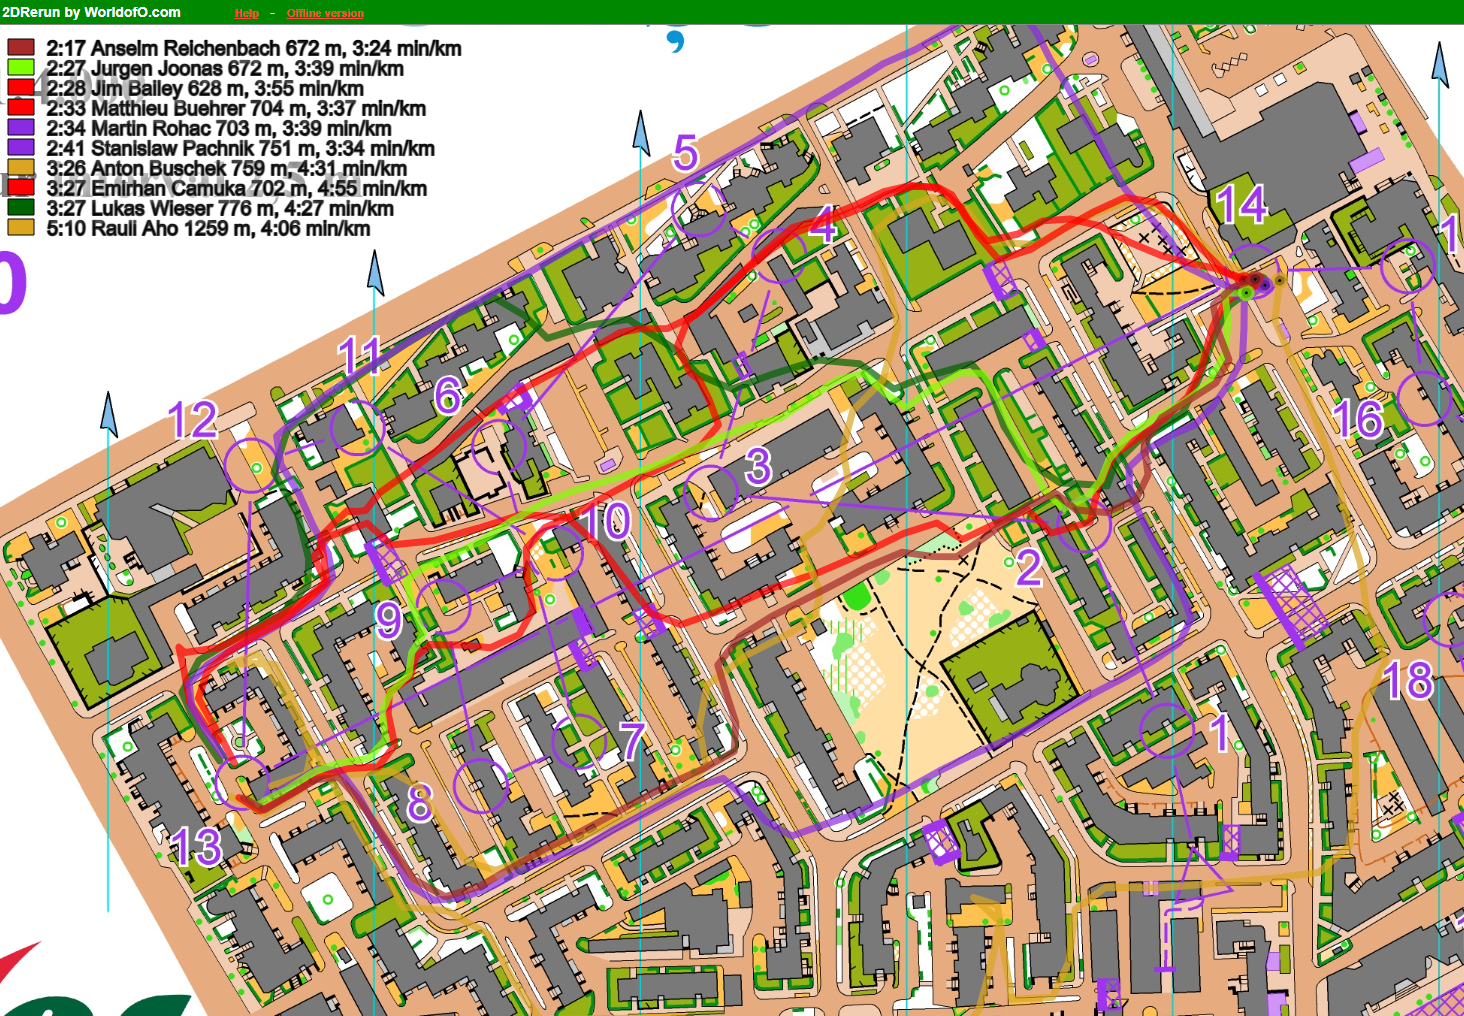 2DRerun by WorldofO.com Help - Offline version
2:17 Anselm Reichenbach 672 m, 3:24 min/km
2:27 Jurgen Joonas 672 m, 3:39 min/km
2:28 Jim Bailey 628 m, 3:55 min/km
2:33 Matthieu Buehrer 704 m, 3:37 min/km
2:34 Martin Rohac 703 m, 3:39 min/km
2:41 Stanislaw Pachnik 751 m, 3:34 min/km
3:26 Anton Buschek 759 m, 4:31 min/km
3:27 Emirhan Camuka 702 m, 4:55 min/km
3:27 Lukas Wieser 776 m, 4:27 min/km
5:10 Rauli Aho 1259 m, 4:06 min/km
5
14
4
1
0
11
6
12
16
3
10
2
9
18
7
1
8
13